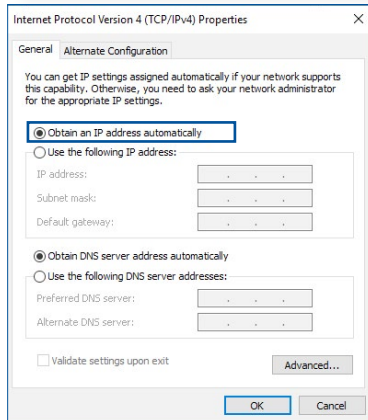 Internet Protocol Version 4 (TCP/IPv4) Properties
General
Alternate Configuration
You can get IP settings assigned automatically if your network supports
this capability. Otherwise, you need to ask your network administrator
for the appropriate IP settings.
Obtain an IP address automatically
Use the following IP address:
IP address:
Subnet mask:
Default gateway:
Obtain DNS server address automatically
Use the following DNS server addresses:
Preferred DNS server:
Alternate DNS server:
Validate settings upon exit
Advanced...
OK
Cancel